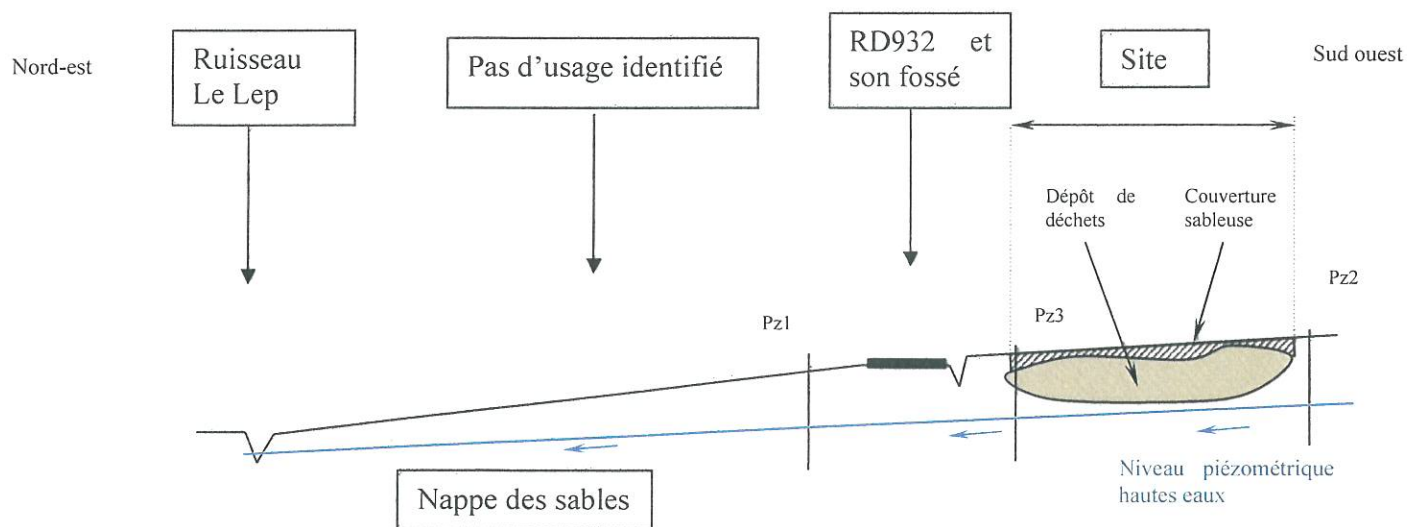 Nord-est
Ruisseau
Le Lep
Pas d'usage identifié
RD932 et
son fossé
Site
Sud ouest
Dépôt de
déchets
Couverture
sableuse
Pz1
Pz3
Pz2
Niveau piézométrique
hautes eaux
Nappe des sables